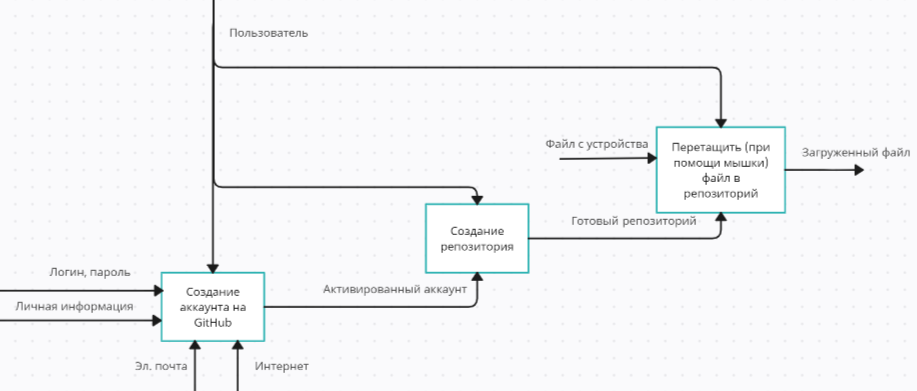 Пользователь
Файл с устройства
Перетащить (при
помощи мышки)
файл в
репозиторий
Загруженный файл
Готовый репозиторий
Создание
репозитория
Логин, пароль
Личная информация
Создание
аккаунта на
GitHub
Активированный аккаунт
Эл. почта
Интернет